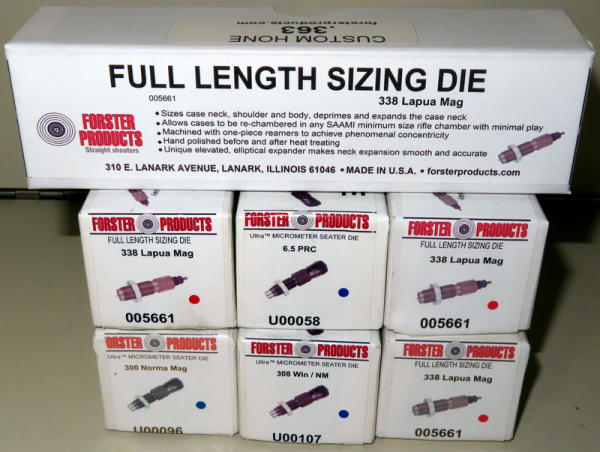 CUSTOM HONE
.363
forsterproducts.com
FULL LENGTH SIZING DIE
005661
338 Lapua Mag
• Sizes case neck, shoulder and body, deprimes and expands the case neck
• Allows cases to be re-chambered in any SAAMI minimum size rifle chamber with minimal play
• Machined with one-piece reamers to achieve phenomenal concentricity
• Hand polished before and after heat treating
• Unique elevated, elliptical expander makes neck expansion smooth and accurate
FORSTER
PRODUCTS
Straight shooters
310 E. LANARK AVENUE, LANARK, ILLINOIS 61046 • MADE IN U.S.A. • forsterproducts.com
FORSTER PRODUCTS
FULL LENGTH SIZING DIE
338 Lapua Mag
005661
FORSTER PRODUCTS
Ultra™ MICROMETER SEATER DIE
6.5 PRC
U00058
FORSTER PRODUCTS
FULL LENGTH SIZING DIE
338 Lapua Mag
005661
FORSTER PRODUCTS
Ultra™ MICROMETER SEATER DIE
300 Norma Mag
U00096
FORSTER PRODUCTS
Ultra™ MICROMETER SEATER DIE
308 Win / NM
U00107
FORSTER PRODUCTS
FULL LENGTH SIZING DIE
338 Lapua Mag
005661